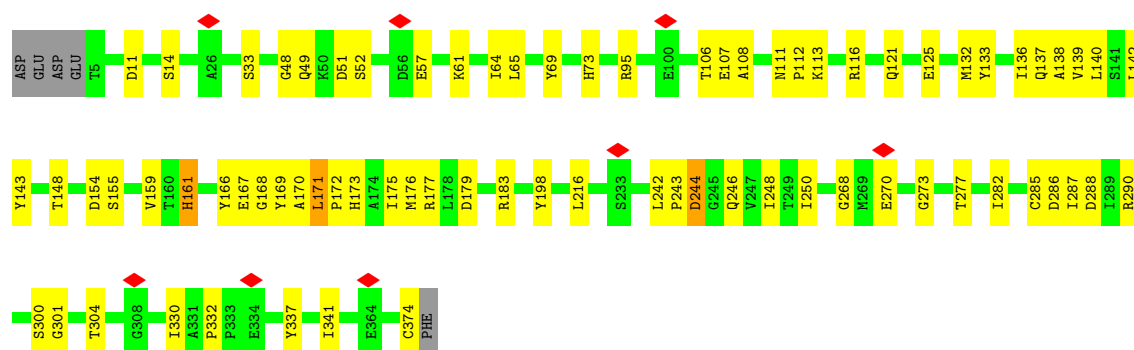 ASP GLU ASP GLU T5 D11 S14 A26 S33 G48 Q49 K50 D51 S52 D56 E57 K61 I64 L65 Y69 H73 R95 E100 T106 E107 A108 N111 P112 K113 R116 Q121 E125 M132 Y133 I136 Q137 A138 V139 L140 S141
Y143 T148 D154 S155 V159 T160 H161 Y166 E167 G168 Y169 A170 L171 P172 H173 A174 I175 M176 R177 L178 D179 R183 Y198 L216 S233 L242 P243 D244 G245 Q246 V247 I248 T249 I250 G268 M269 E270 G273 T277 I282 C285 D286 I287 D288 I289 R290
S300 G301 T304 G308 I330 A331 P332 P333 E334 Y337 I341 E364 C374 PHE